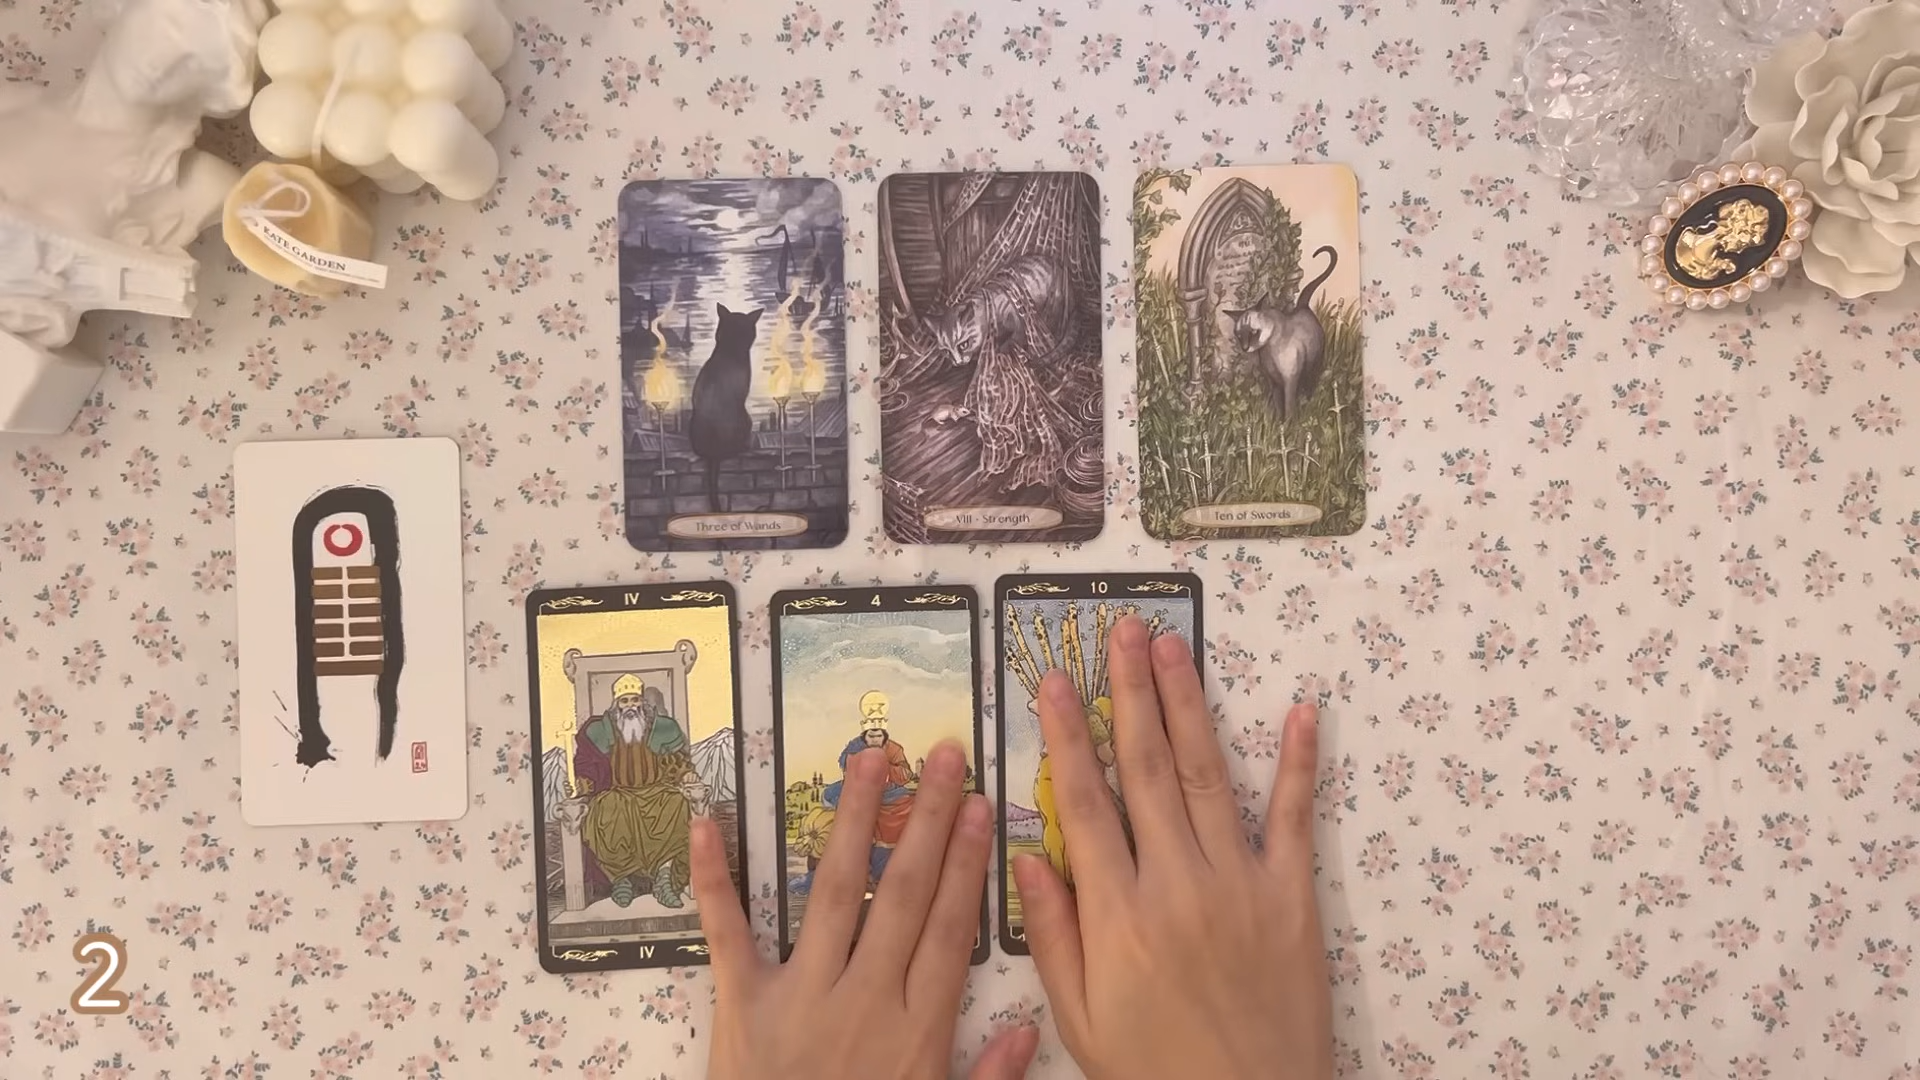 KATE GARDEN
Three of Wands
VIII - Strength
Ten of Swords
IV
4
10
IV
2